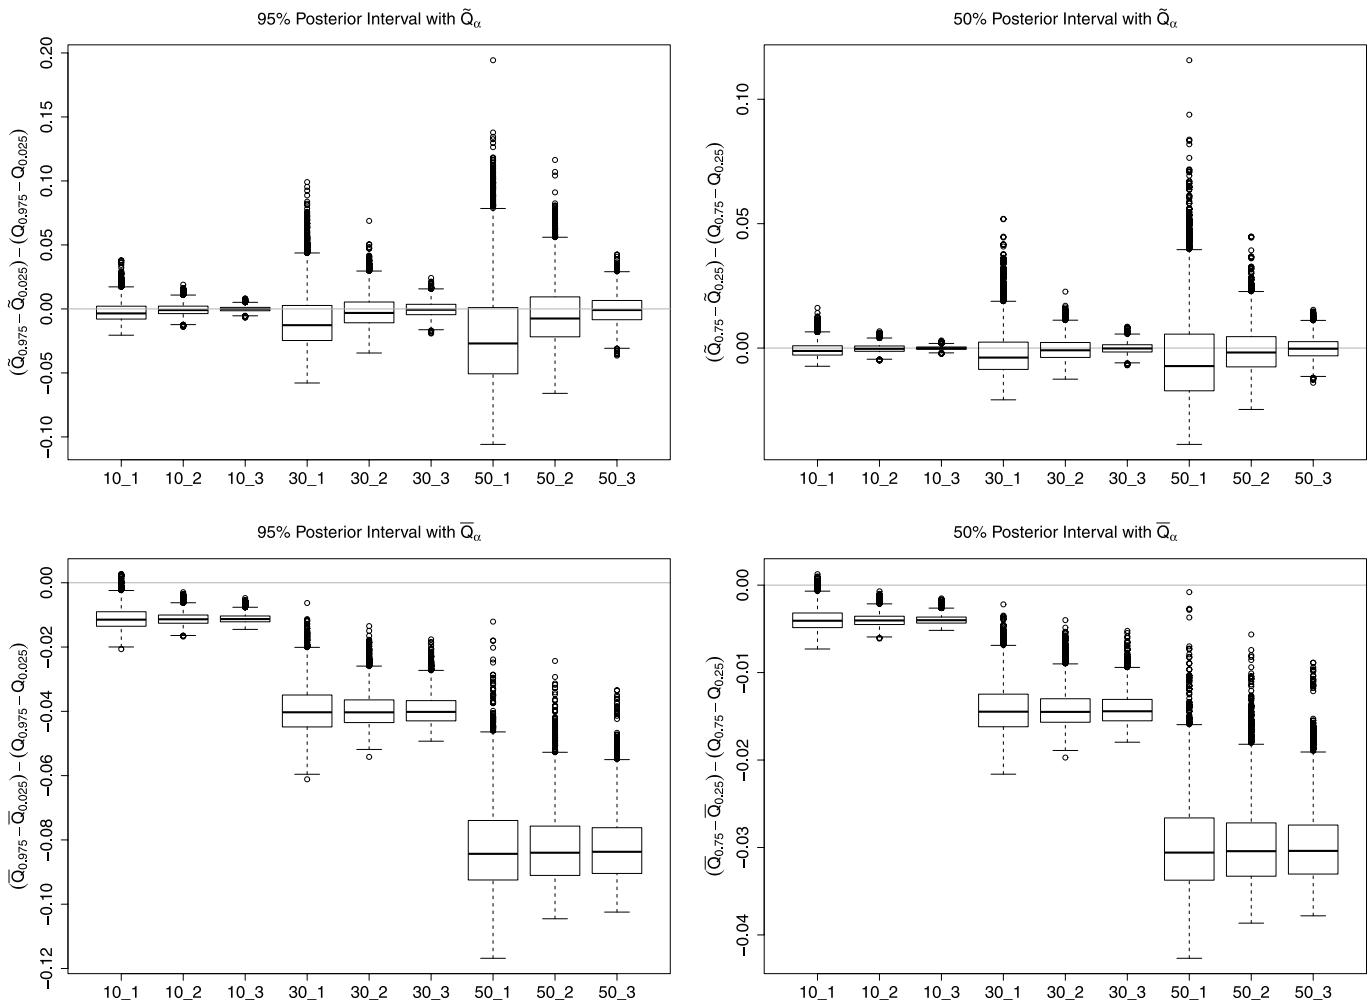 95% Posterior Interval with Q̃α
(Q̃0.975 − Q̃0.025) − (Q0.975 − Q0.025)
0.20
0.15
0.10
0.05
0.00
−0.05
−0.10
10_1 10_2 10_3 30_1 30_2 30_3 50_1 50_2 50_3
50% Posterior Interval with Q̃α
(Q̃0.75 − Q̃0.025) − (Q0.75 − Q0.25)
0.10
0.05
0.00
10_1 10_2 10_3 30_1 30_2 30_3 50_1 50_2 50_3
95% Posterior Interval with Q̅α
(Q̅0.975 − Q̅0.025) − (Q0.975 − Q0.025)
0.00
−0.02
−0.04
−0.06
−0.08
−0.10
−0.12
10_1 10_2 10_3 30_1 30_2 30_3 50_1 50_2 50_3
50% Posterior Interval with Q̅α
(Q̅0.75 − Q̅0.25) − (Q0.75 − Q0.25)
0.00
−0.01
−0.02
−0.03
−0.04
10_1 10_2 10_3 30_1 30_2 30_3 50_1 50_2 50_3